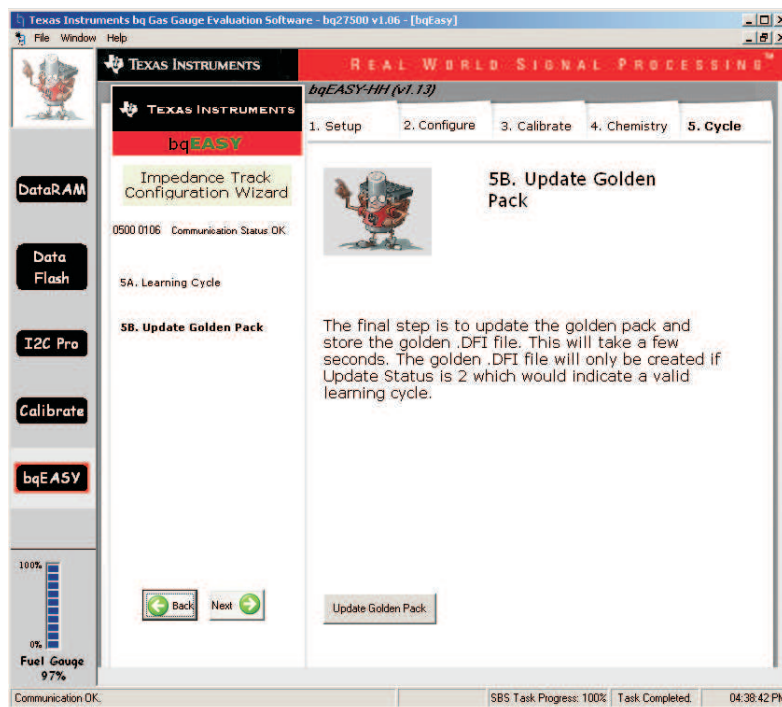 Texas Instruments bq Gas Gauge Evaluation Software - bq27500 v1.06 - [bqEasy]
File Window Help
TEXAS INSTRUMENTS
REAL WORLD SIGNAL PROCESSING™
bqEASY-HH (v1.13)
TEXAS INSTRUMENTS
bqEASY
1. Setup
2. Configure
3. Calibrate
4. Chemistry
5. Cycle
Impedance Track
Configuration Wizard
0500 0106 Communication Status OK
5A. Learning Cycle
5B. Update Golden Pack
DataRAM
Data
Flash
I2C Pro
Calibrate
bqEASY
5B. Update Golden
Pack
The final step is to update the golden pack and
store the golden .DFI file. This will take a few
seconds. The golden .DFI file will only be created if
Update Status is 2 which would indicate a valid
learning cycle.
Back
Next
Update Golden Pack
100%
0%
Fuel Gauge
97%
Communication OK.
SBS Task Progress: 100%
Task Completed.
04:38:42 PM